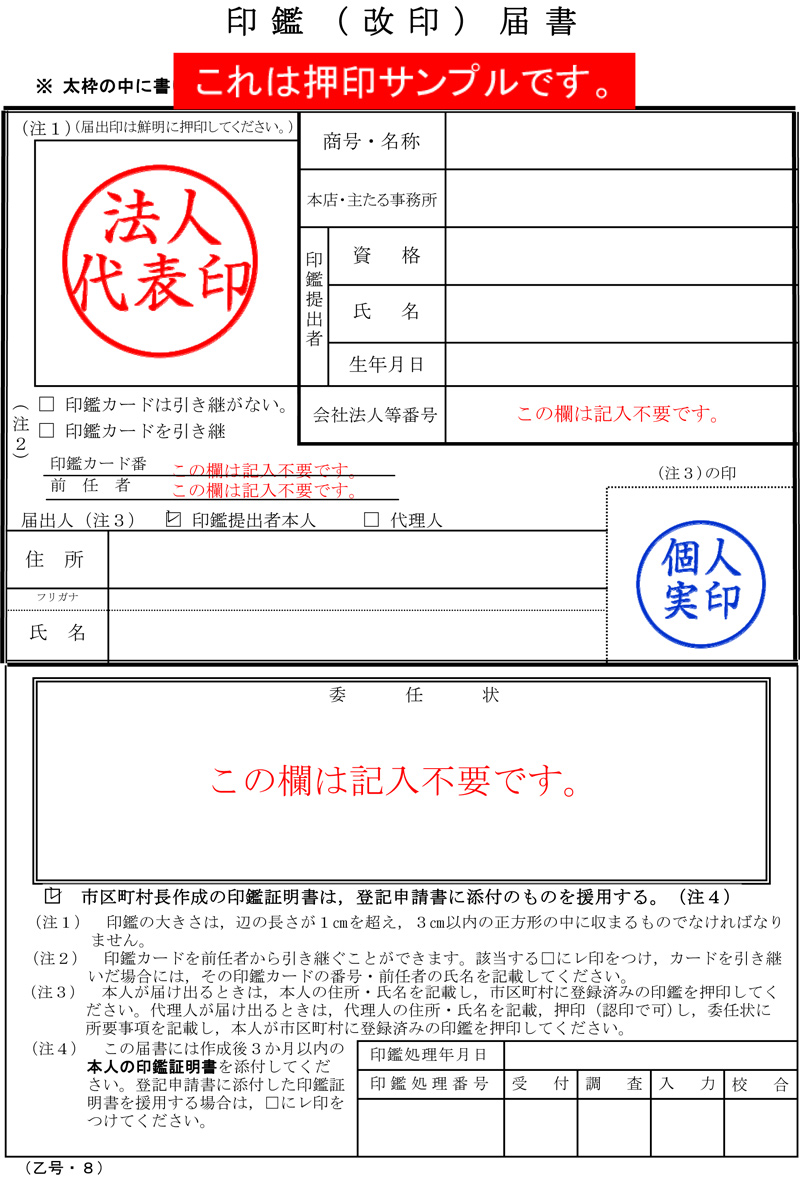 印鑑（改印）届書
※ 太枠の中に書
これは押印サンプルです。
（注１）（届出印は鮮明に押印してください。）
法人
代表印
商号・名称
本店・主たる事務所
印鑑提出者
資　格
氏　名
生年月日
会社法人等番号
この欄は記入不要です。
（注２）
□ 印鑑カードは引き継がない。
□ 印鑑カードを引き継
印鑑カード番
この欄は記入不要です。
前　任　者
この欄は記入不要です。
（注３）の印
個人
実印
届出人（注３）　☑ 印鑑提出者本人　　□ 代理人
住　所
フリガナ
氏　名
委　任　状
この欄は記入不要です。
☑ 市区町村長作成の印鑑証明書は，登記申請書に添付のものを援用する。（注４）
（注１）　印鑑の大きさは，辺の長さが１㎝を超え，３㎝以内の正方形の中に収まるものでなければなり
ません。
（注２）　印鑑カードを前任者から引き継ぐことができます。該当する□にレ印をつけ，カードを引き継
いだ場合には，その印鑑カードの番号・前任者の氏名を記載してください。
（注３）　本人が届け出るときは，本人の住所・氏名を記載し，市区町村に登録済みの印鑑を押印してく
ださい。代理人が届け出るときは，代理人の住所・氏名を記載，押印（認印で可）し，委任状に
所要事項を記載し，本人が市区町村に登録済みの印鑑を押印してください。
（注４）　この届書には作成後３か月以内の
本人の印鑑証明書を添付してくだ
さい。登記申請書に添付した印鑑証
明書を援用する場合は，□にレ印を
つけてください。
印鑑処理年月日
印鑑処理番号
受　付
調　査
入　力
校　合
（乙号・８）